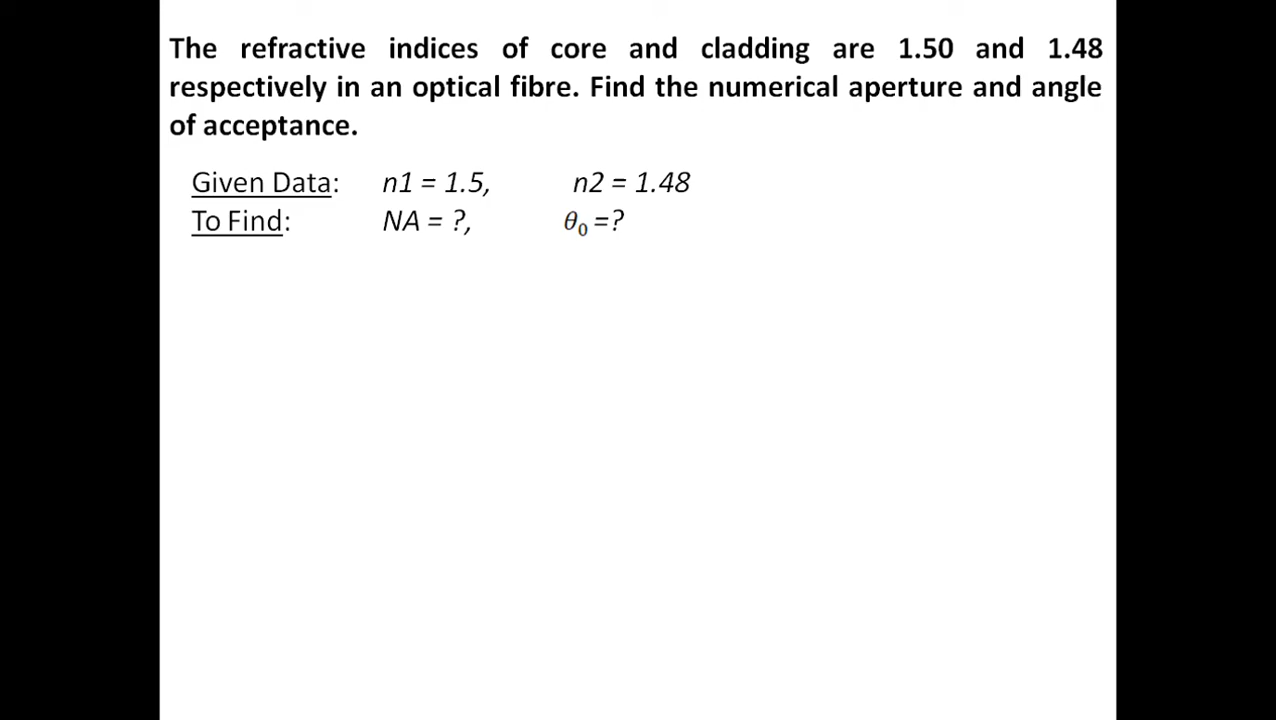 The refractive indices of core and cladding are 1.50 and 1.48
respectively in an optical fibre. Find the numerical aperture and angle
of acceptance.
Given Data: n1 = 1.5, n2 = 1.48
To Find: NA = ?, θ₀ =?